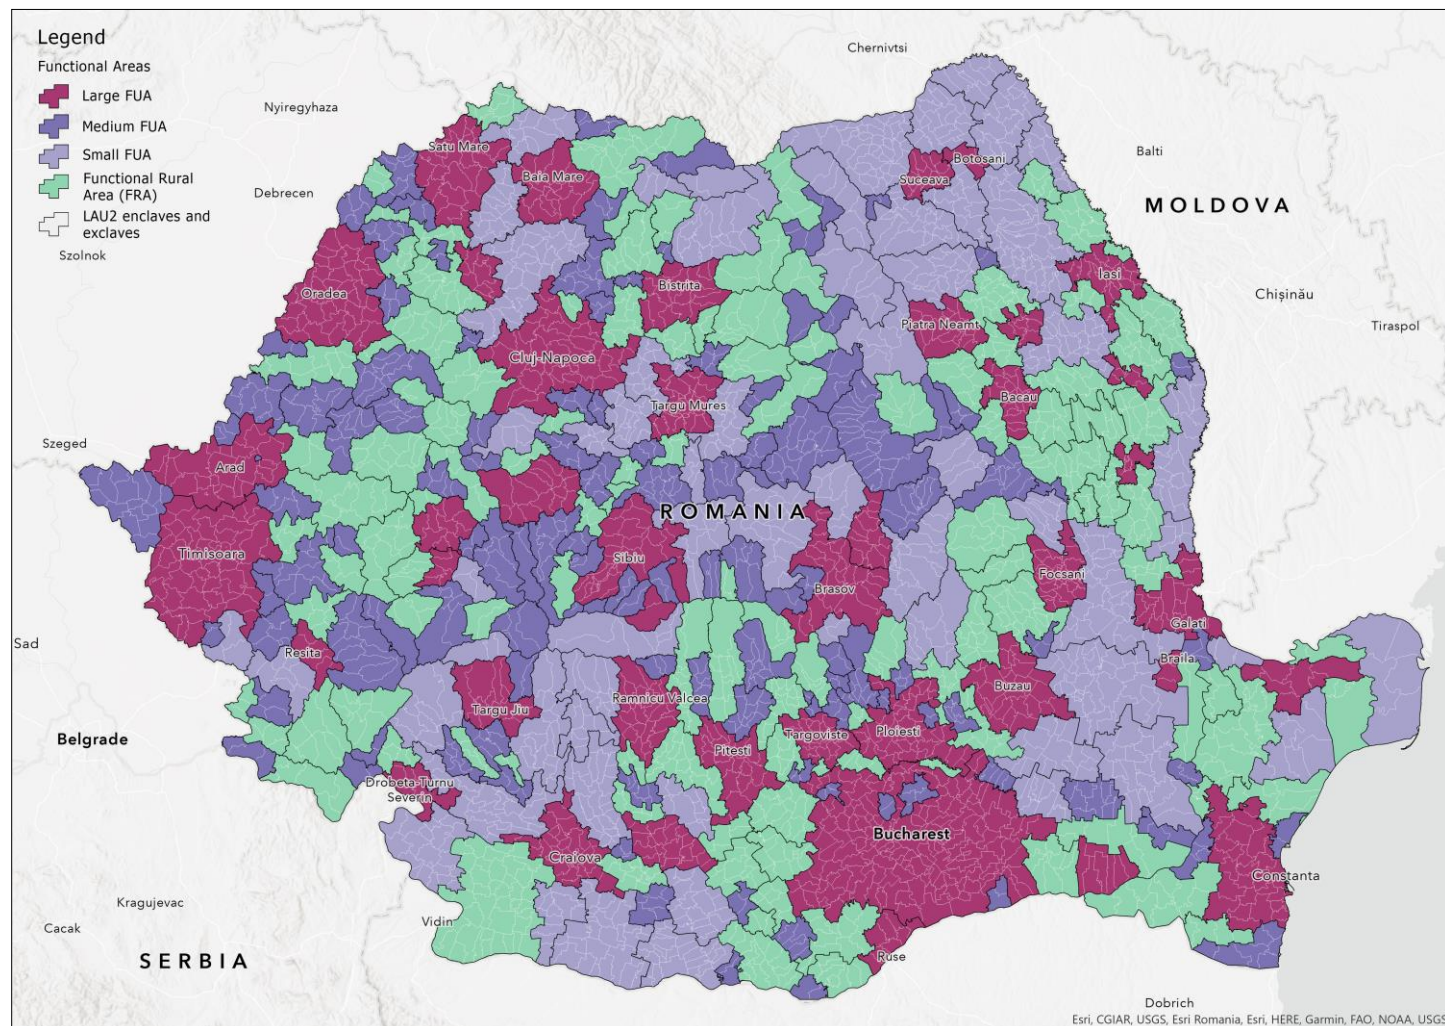 Legend
Functional Areas
Large FUA
Medium FUA
Small FUA
Functional Rural
Area (FRA)
LAU2 enclaves and
exclaves
Chernivtsi
Nyiregyhaza
Satu Mare
Botosani
Balti
Baia Mare
Suceava
Debrecen
MOLDOVA
Szolnok
Iasi
Bistrita
Oradea
Chișinău
Piatra Neamt
Tiraspol
Cluj-Napoca
Targu Mures
Bacau
Szeged
Arad
ROMANIA
Timisoara
Sibiu
Focsani
Brasov
Galati
Sad
Resita
Braila
Buzau
Ramnicu Valcea
Targu Jiu
Belgrade
Targoviste
Ploiesti
Pitesti
Drobeta-Turnu
Severin
Bucharest
Craiova
Constanta
Kragujevac
Vidin
Cacak
SERBIA
Ruse
Dobrich
Esri, CGIAR, USGS, Esri Romania, Esri, HERE, Garmin, FAO, NOAA, USGS